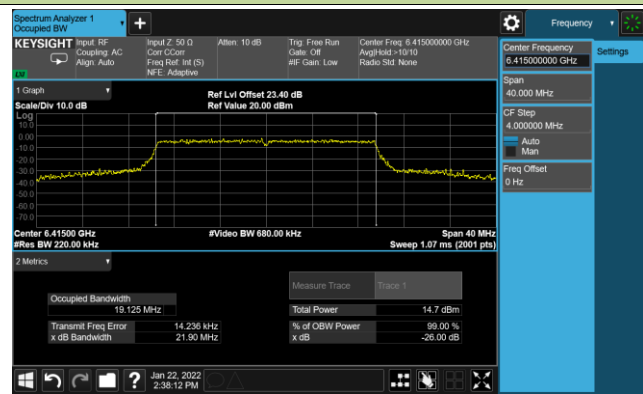 Spectrum Analyzer 1
Occupied BW
Frequency
KEYSIGHT
Input: RF
Coupling: AC
Align: Auto
Input Z: 50 Ω
Corr CCorr
Freq Ref: Int (S)
NFE: Adaptive
Atten: 10 dB
Trig: Free Run
Gate: Off
#IF Gain: Low
Center Freq: 6.415000000 GHz
Avg|Hold:>10/10
Radio Std: None
Center Frequency
6.415000000 GHz
Settings
Span
40.000 MHz
CF Step
4.000000 MHz
Auto
Man
Freq Offset
0 Hz
1 Graph
Scale/Div 10.0 dB
Ref Lvl Offset 23.40 dB
Ref Value 20.00 dBm
Log
10.0
0.00
-10.0
-20.0
-30.0
-40.0
-50.0
-60.0
-70.0
Center 6.41500 GHz
#Res BW 220.00 kHz
#Video BW 680.00 kHz
Span 40 MHz
Sweep 1.07 ms (2001 pts)
2 Metrics
Measure Trace
Trace 1
Occupied Bandwidth
19.125 MHz
Total Power
14.7 dBm
Transmit Freq Error
14.236 kHz
% of OBW Power
99.00 %
x dB Bandwidth
21.90 MHz
x dB
-26.00 dB
Jan 22, 2022
2:38:12 PM